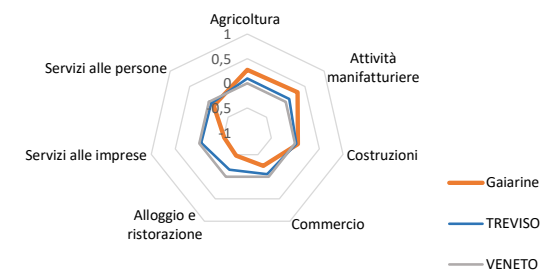 Agricoltura
1
0,5
0
-0,5
-1
Attività
manifatturiere
Costruzioni
Commercio
Alloggio e
ristorazione
Servizi alle imprese
Servizi alle persone
Gaiarine
TREVISO
VENETO